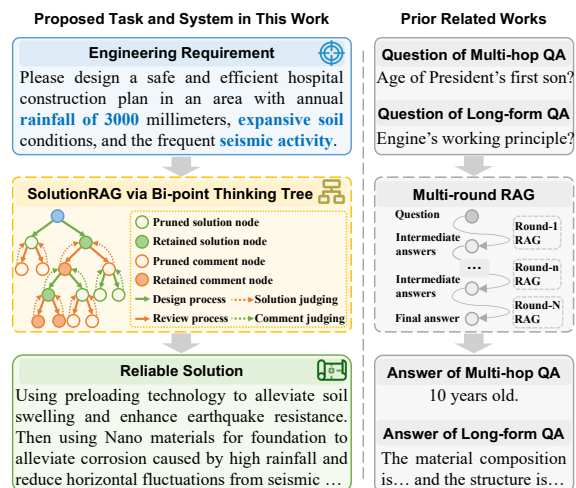 Proposed Task and System in This Work
Engineering Requirement
Please design a safe and efficient hospital
construction plan in an area with annual
rainfall of 3000 millimeters, expansive soil
conditions, and the frequent seismic activity.
SolutionRAG via Bi-point Thinking Tree
Pruned solution node
Retained solution node
Pruned comment node
Retained comment node
Design process
Solution judging
Review process
Comment judging
Reliable Solution
Using preloading technology to alleviate soil
swelling and enhance earthquake resistance.
Then using Nano materials for foundation to
alleviate corrosion caused by high rainfall and
reduce horizontal fluctuations from seismic ...
Prior Related Works
Question of Multi-hop QA
Age of President's first son?
Question of Long-form QA
Engine's working principle?
Multi-round RAG
Question
Round-1
RAG
Intermediate
answers
...
Round-n
RAG
Intermediate
answers
Round-N
RAG
Final answer
Answer of Multi-hop QA
10 years old.
Answer of Long-form QA
The material composition
is... and the structure is...